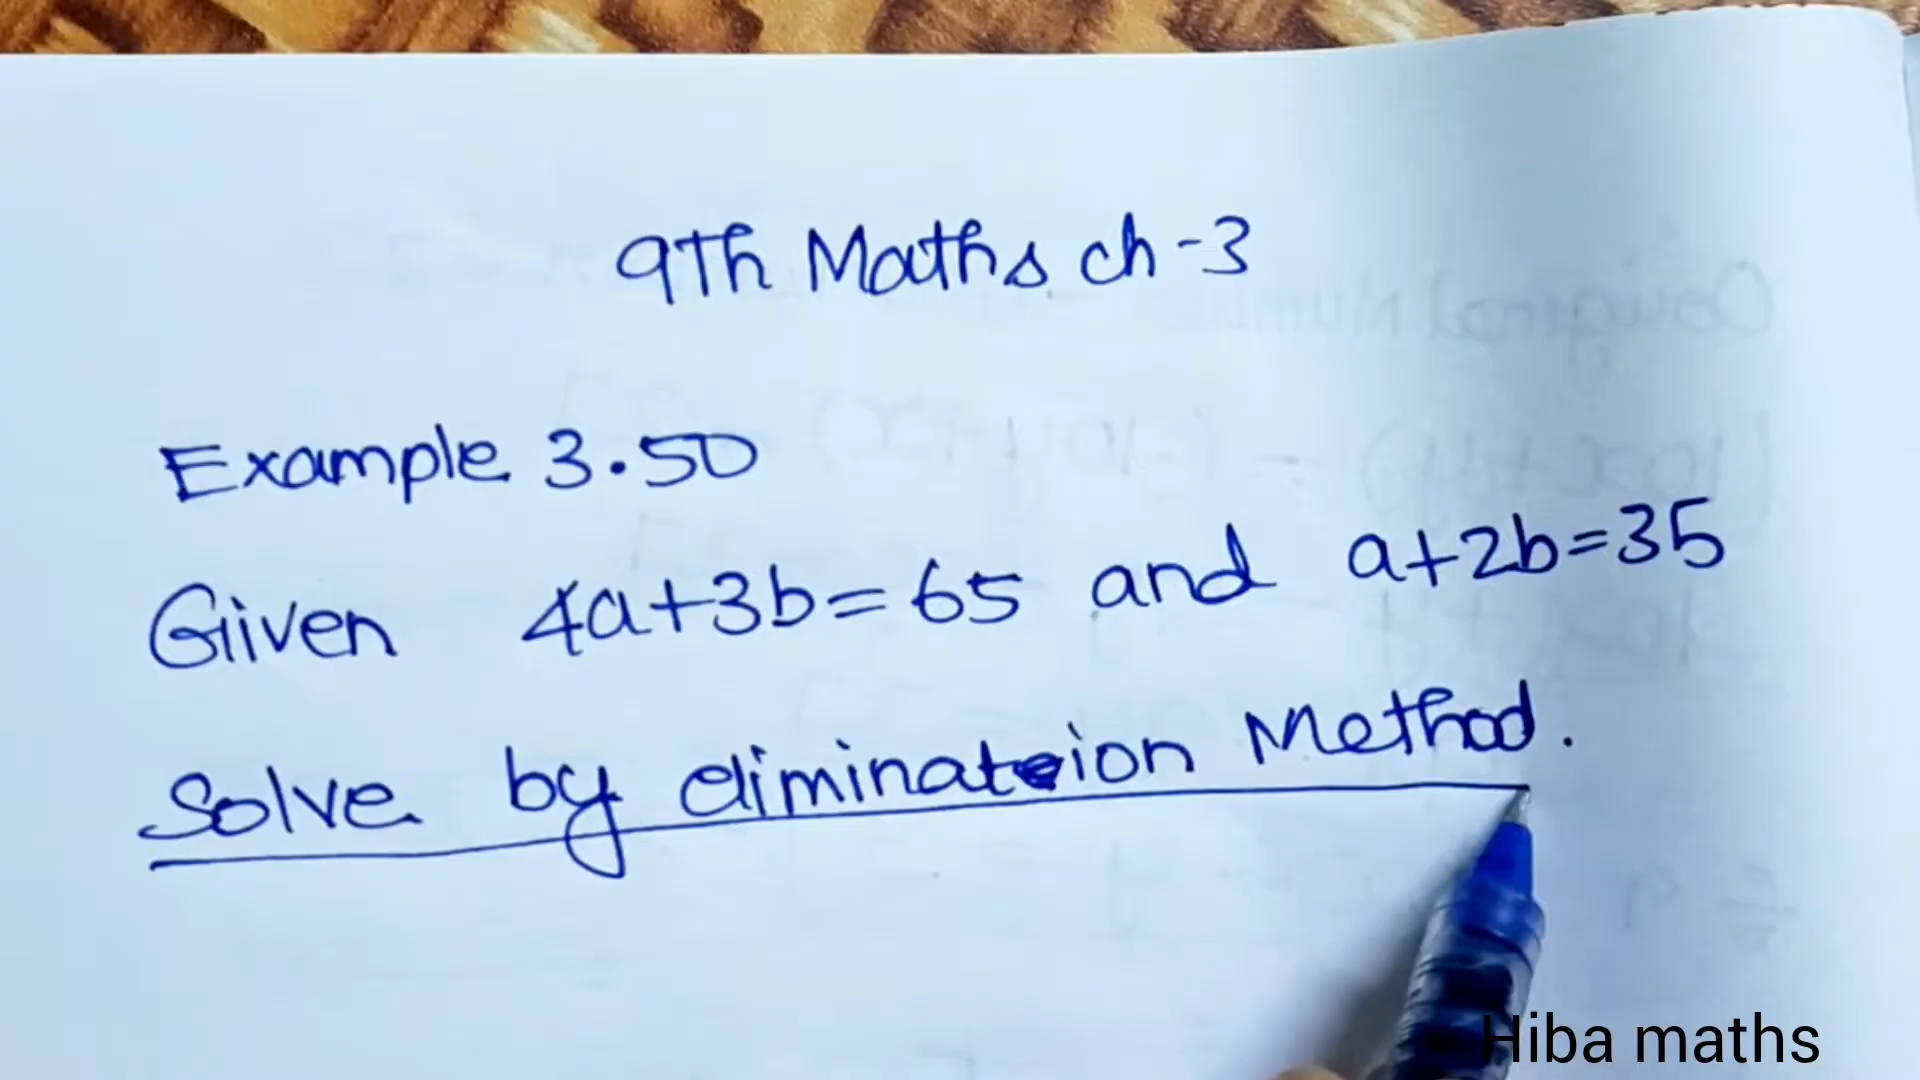 9Th Maths ch-3
Example 3.50
Given 4a+3b=65 and a+2b=35
Solve by elimination Method.
Hiba maths